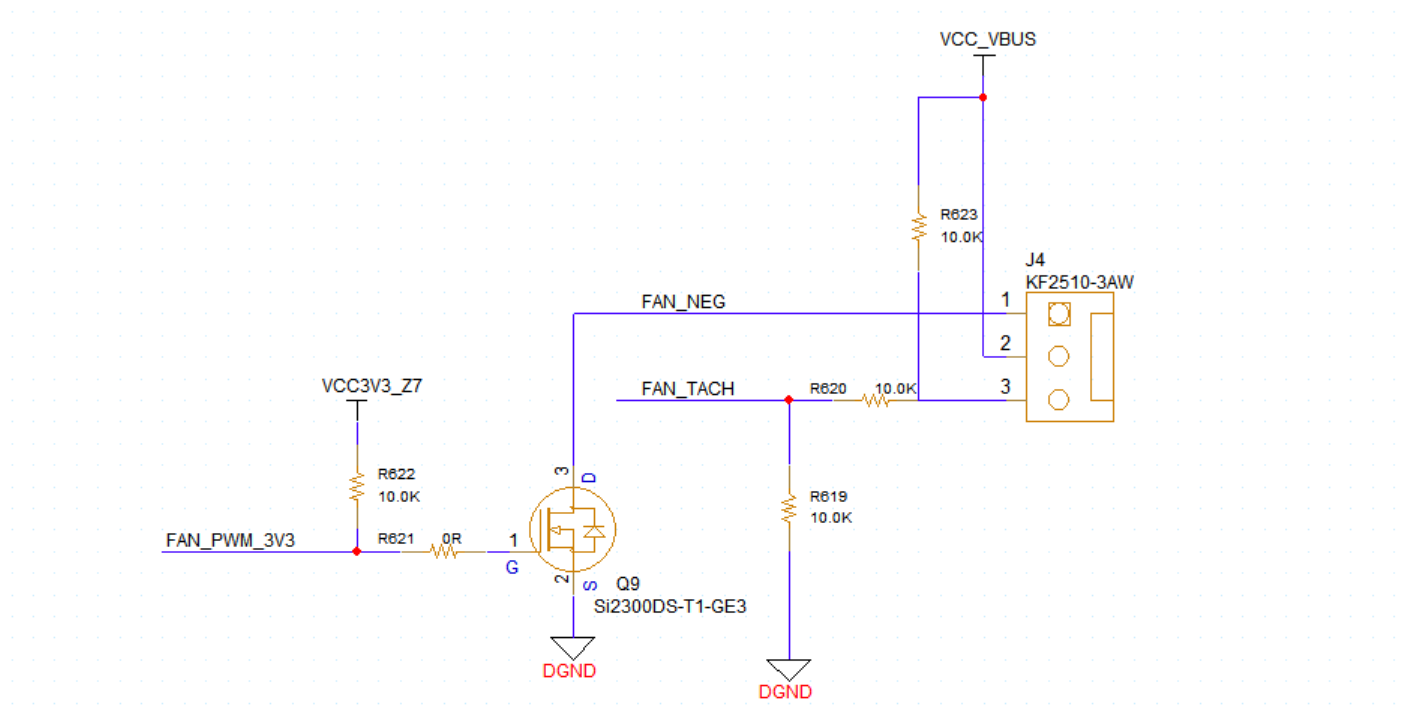 VCC_VBUS
R623
10.0K
J4
KF2510-3AW
FAN_NEG
1
2
VCC3V3_Z7
FAN_TACH
R620
10.0K
3
R622
10.0K
3
D
R619
10.0K
FAN_PWM_3V3
R621
0R
1
G
2
S
Q9
Si2300DS-T1-GE3
DGND
DGND